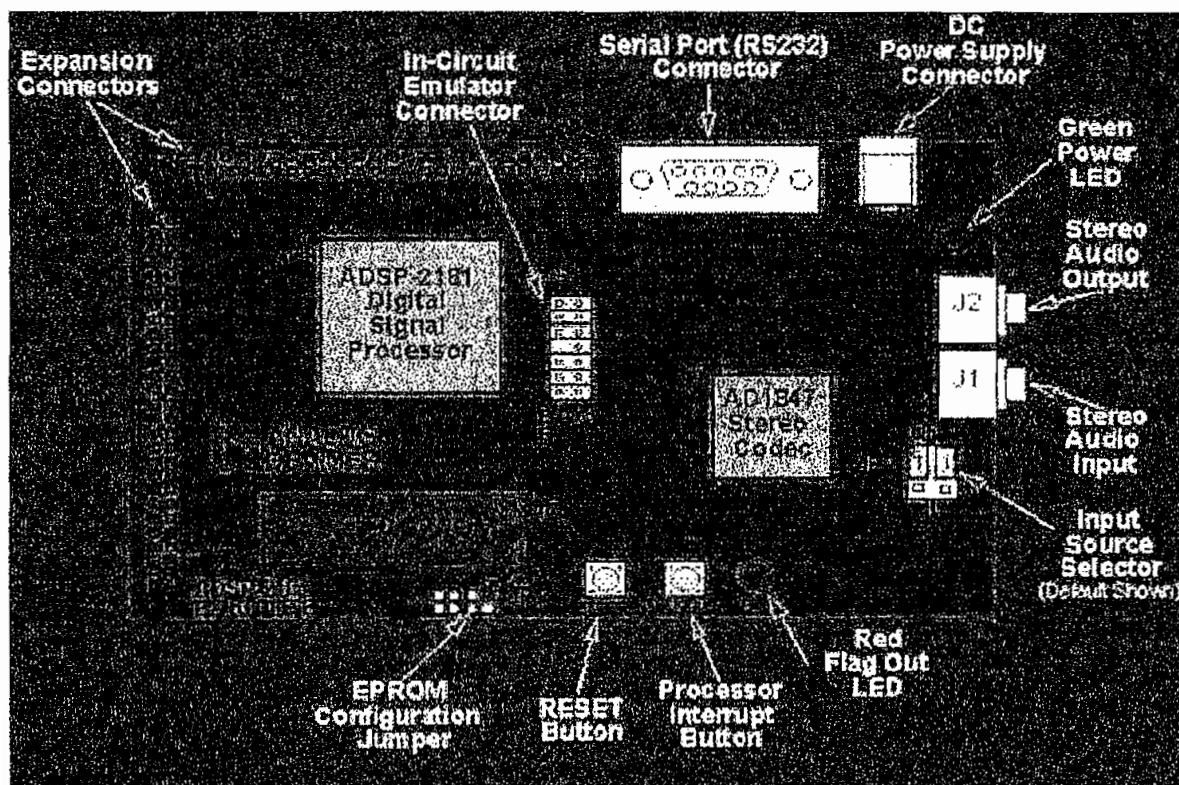 Expansion
Connectors
In-Circuit
Emulator
Connector
Serial Port (RS232)
Connector
DC
Power Supply
Connector
Green
Power
LED
Stereo
Audio
Output
ADSP-2181
Digital
Signal
Processor
J2
J1
AD1847
Stereo
Codec
Stereo
Audio
Input
Input
Source
Selector
(Default Shown)
EPROM
Configuration
Jumper
RESET
Button
Processor
Interrupt
Button
Red
Flag Out
LED